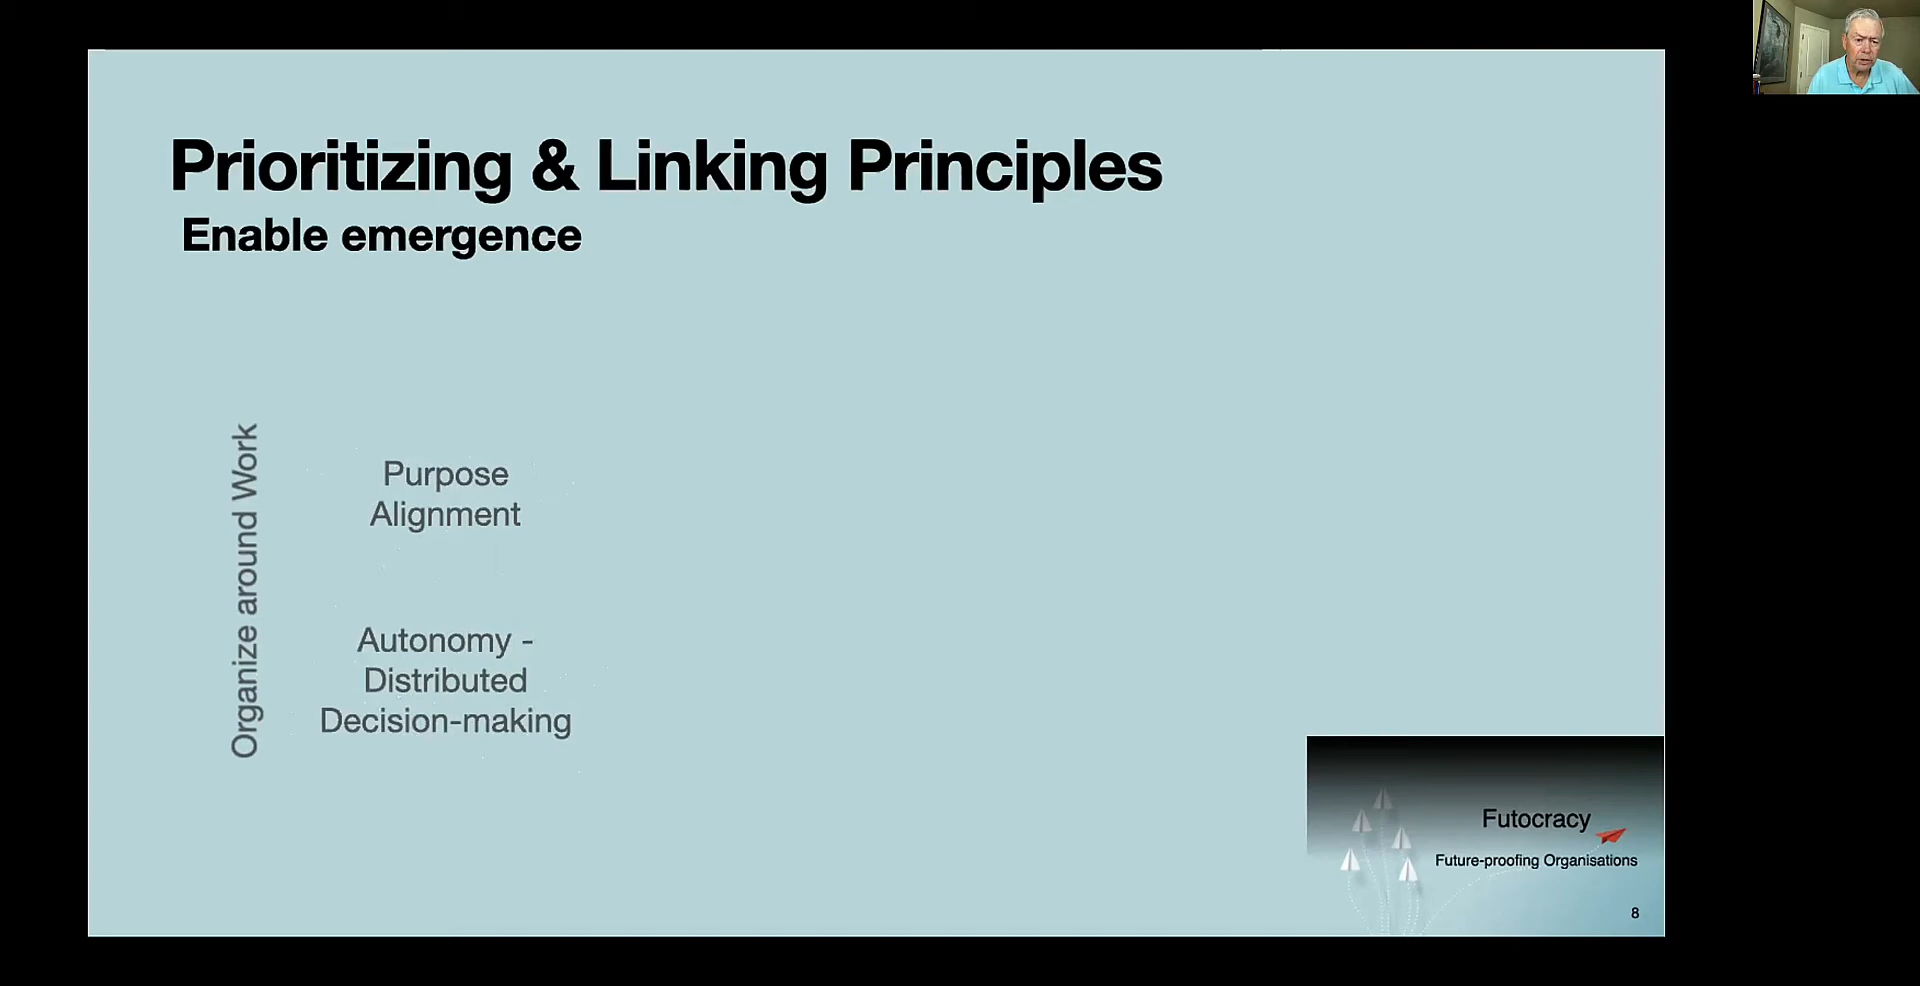 Prioritizing & Linking Principles
Enable emergence
Organize around Work
Purpose
Alignment
Autonomy -
Distributed
Decision-making
Futocracy
Future-proofing Organisations
8